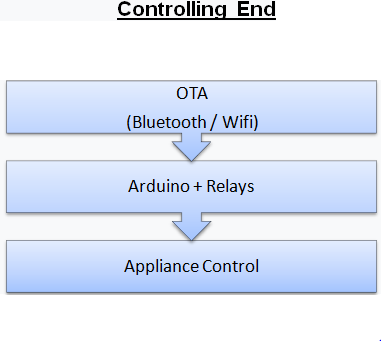 Controlling End
OTA
(Bluetooth / Wifi)
Arduino + Relays
Appliance Control